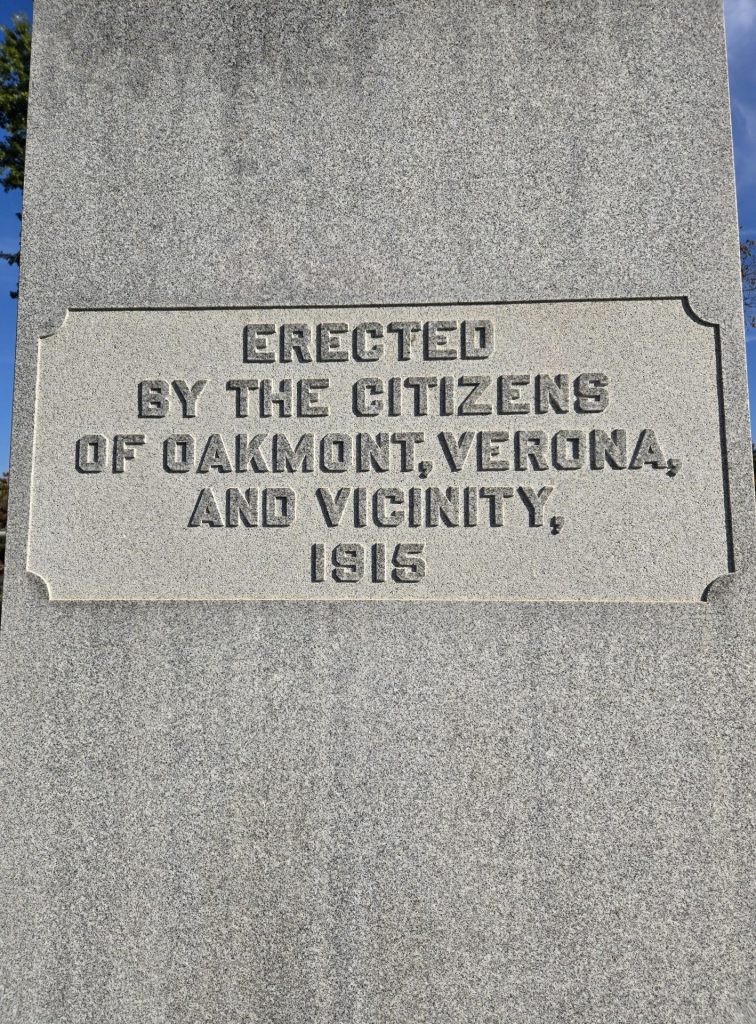 ERECTED
BY THE CITIZENS
OF OAKMONT, VERONA,
AND VICINITY,
1915